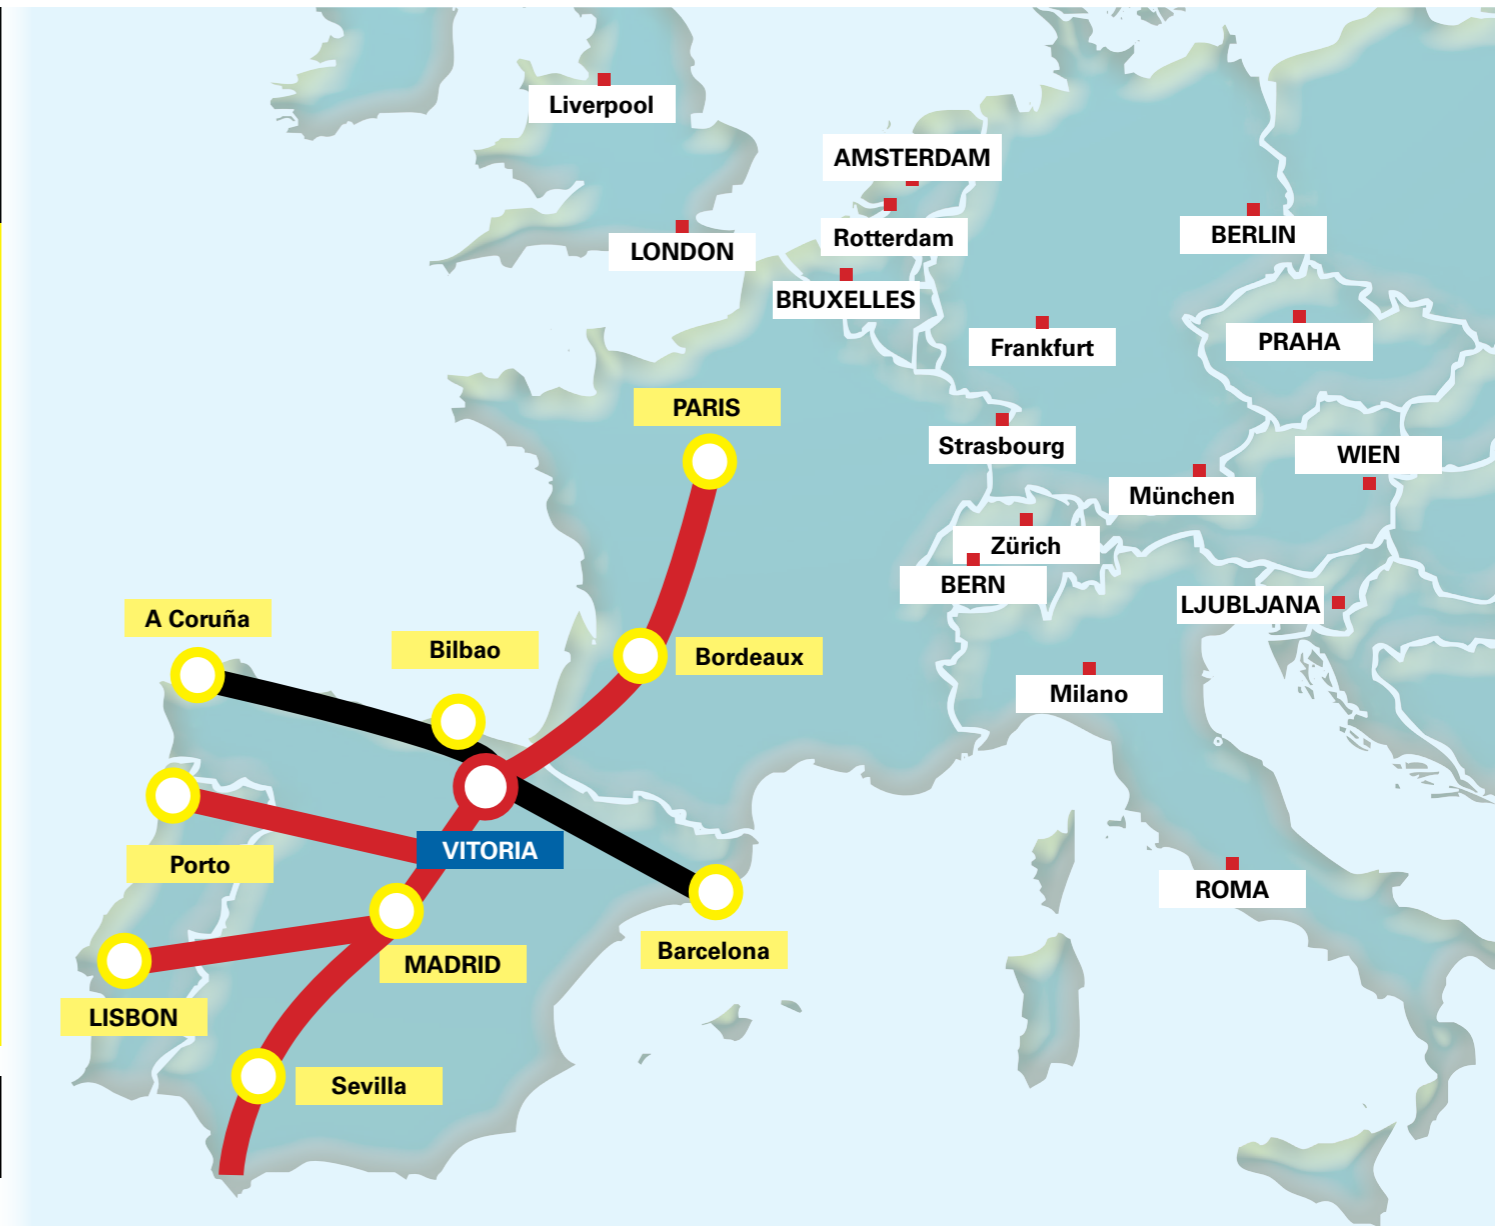 Liverpool
AMSTERDAM
LONDON
Rotterdam
BERLIN
BRUXELLES
Frankfurt
PRAHA
PARIS
Strasbourg
WIEN
München
Zürich
BERN
LJUBLJANA
A Coruña
Bilbao
Bordeaux
Milano
VITORIA
Porto
ROMA
Barcelona
MADRID
LISBON
Sevilla